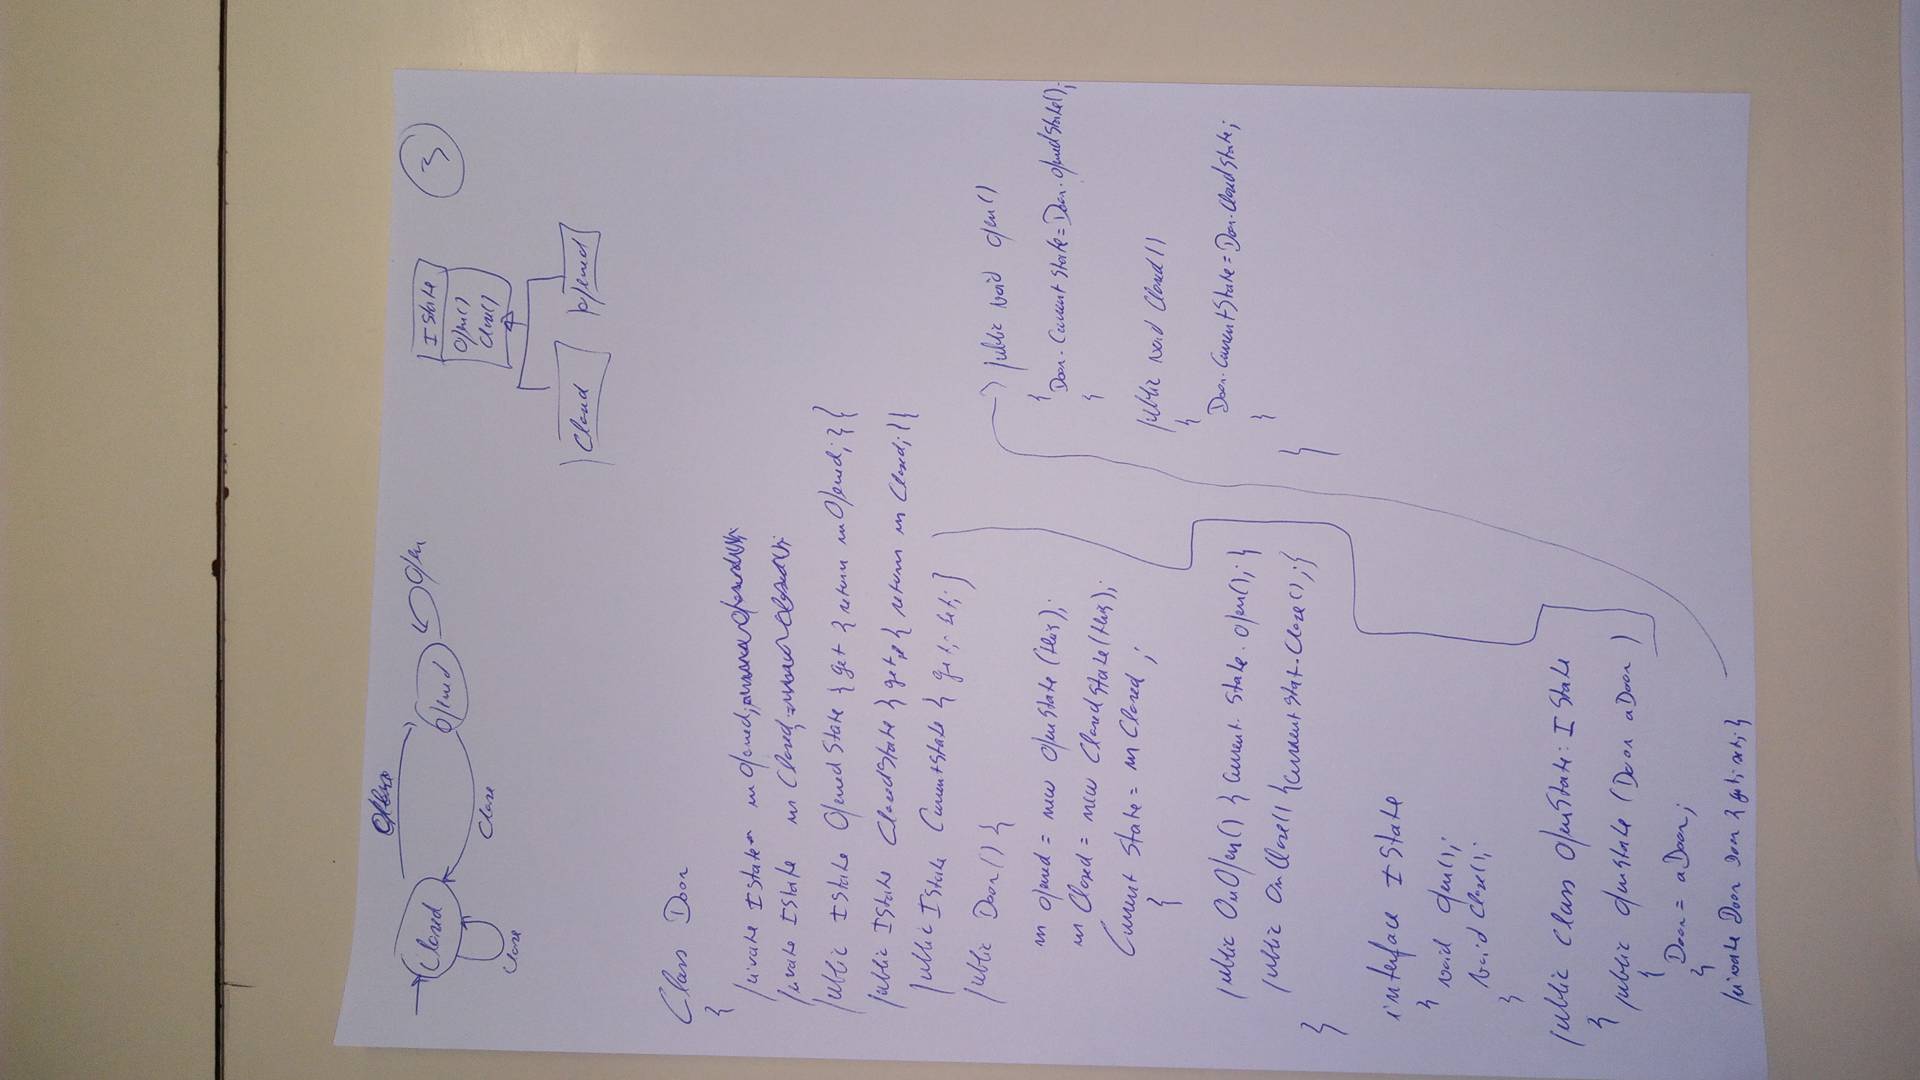 3
Open
Open
Closed
Opened
Close
Close
IState
Open()
Close()
Closed
Opened
Class Door
{
private IState m Opened;
private IState m Closed;
public IState OpenedState { get { return m Opened; } }
public IState ClosedState { get { return m Closed; } }
public IState CurrentState { get; set; }
public Door() {
m Opened = new OpenState(this);
m Closed = new ClosedState(this);
Current State = m Closed ;
}
public OnOpen() { Current State. Open(); }
public OnClose() { Current Stat. Close(); }
}
interface IState
{ void Open();
void Close();
}
public Class OpenState: IState
{ public OpenState ( Door aDoor )
{
Door = aDoor;
}
private Door Door { get; set; }
public void Open()
{
Door. Current State = Door. OpenedState();
}
public void Closed()
{
Door. CurrentState = Door. ClosedState;
}
}